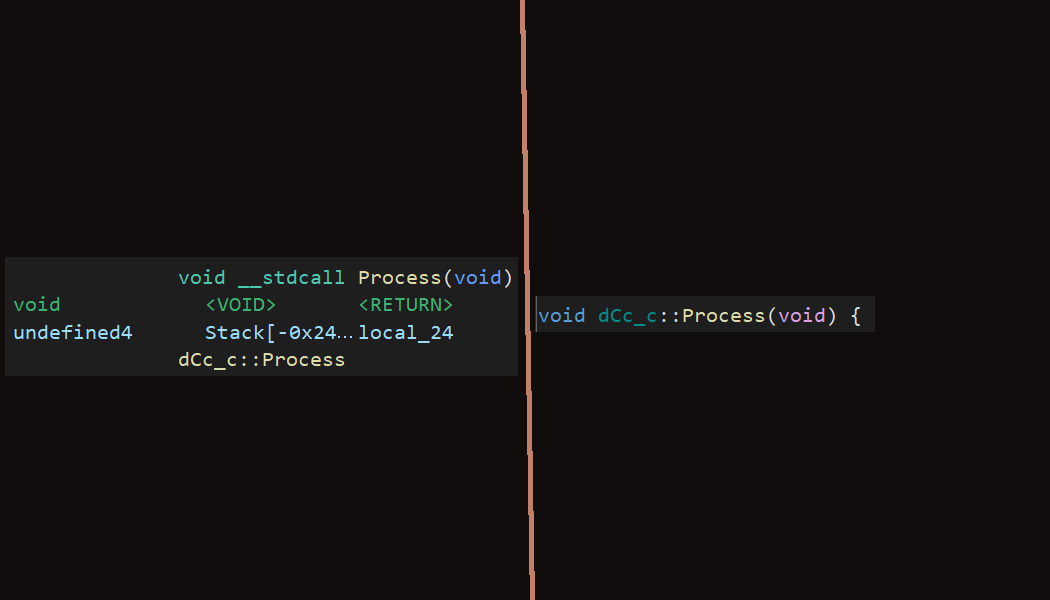 void __stdcall Process(void)
void <VOID> <RETURN>
undefined4 Stack[-0x24... local_24
dCc_c::Process
void dCc_c::Process(void) {